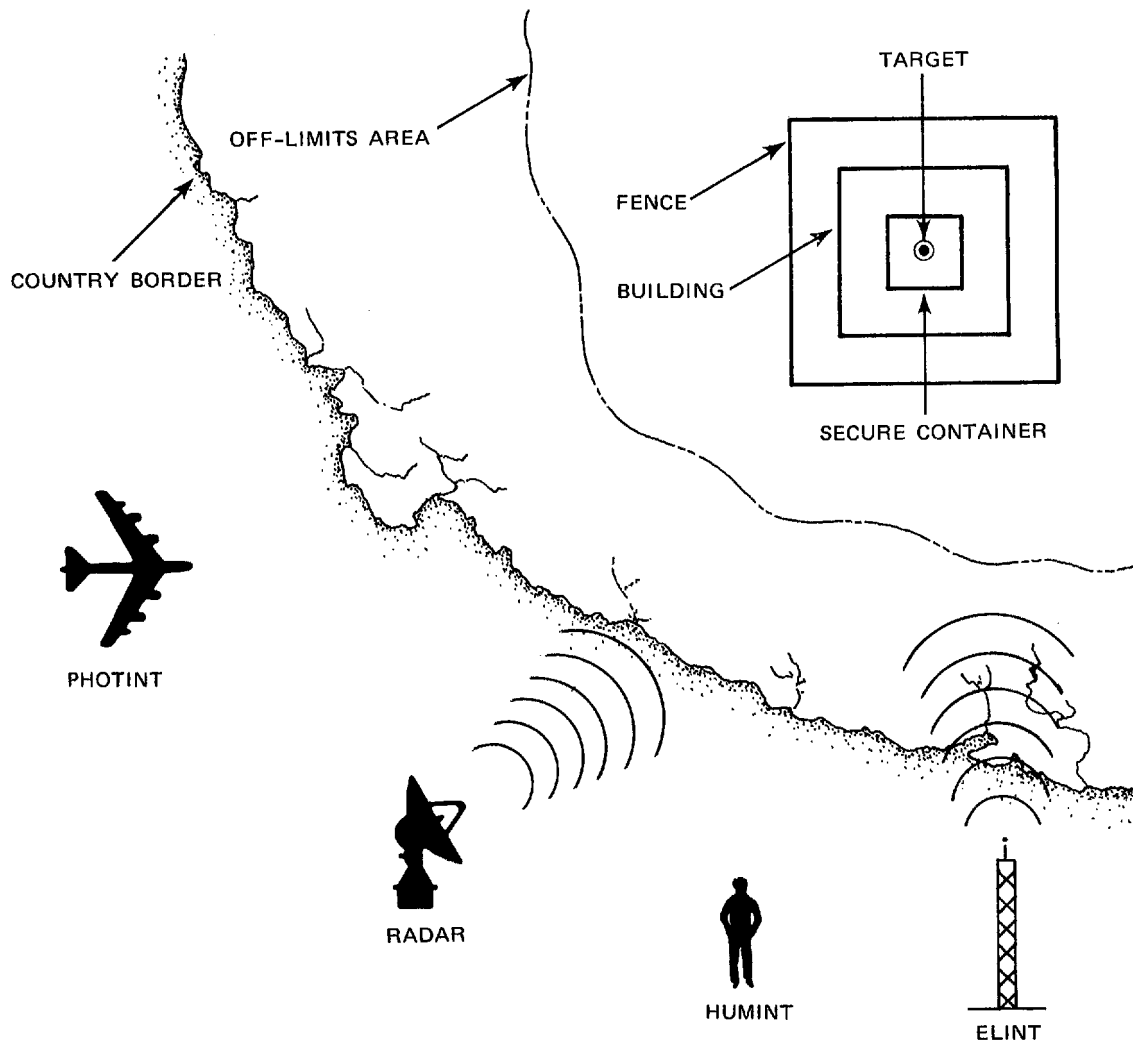 TARGET
OFF-LIMITS AREA
FENCE
COUNTRY BORDER
BUILDING
SECURE CONTAINER
PHOTINT
RADAR
HUMINT
ELINT